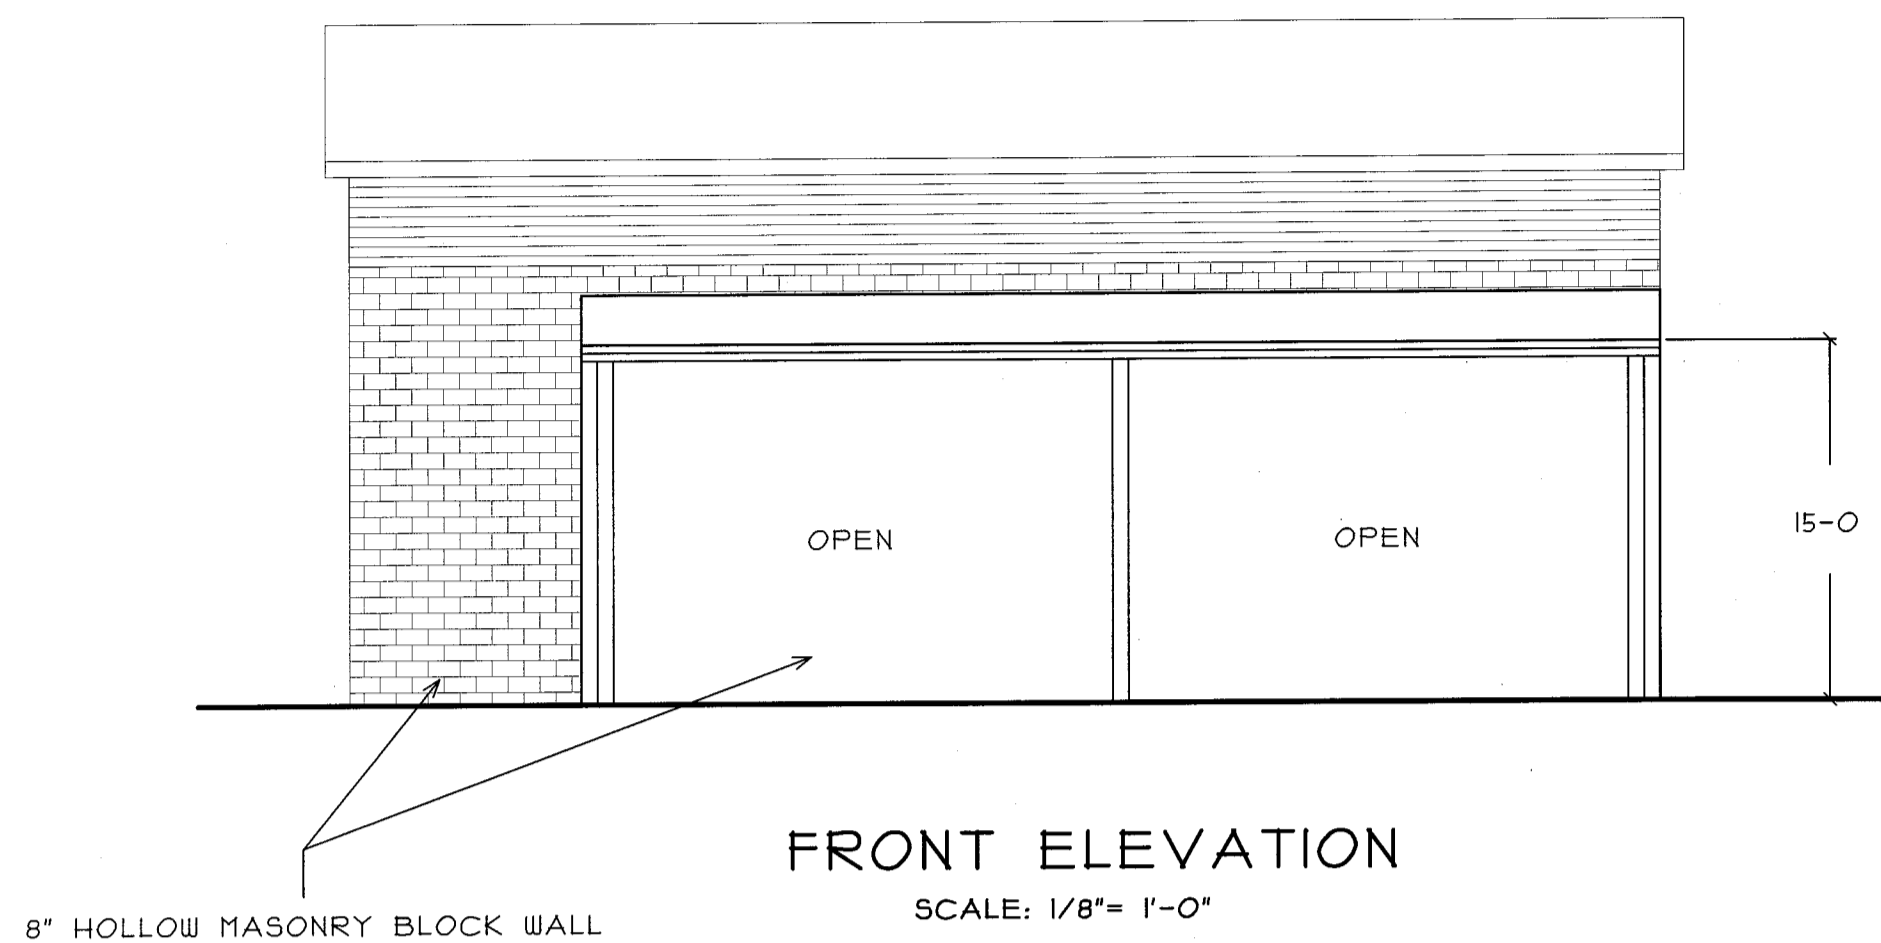 OPEN
OPEN
15-0
FRONT ELEVATION
SCALE: 1/8"= 1'-0"
8" HOLLOW MASONRY BLOCK WALL